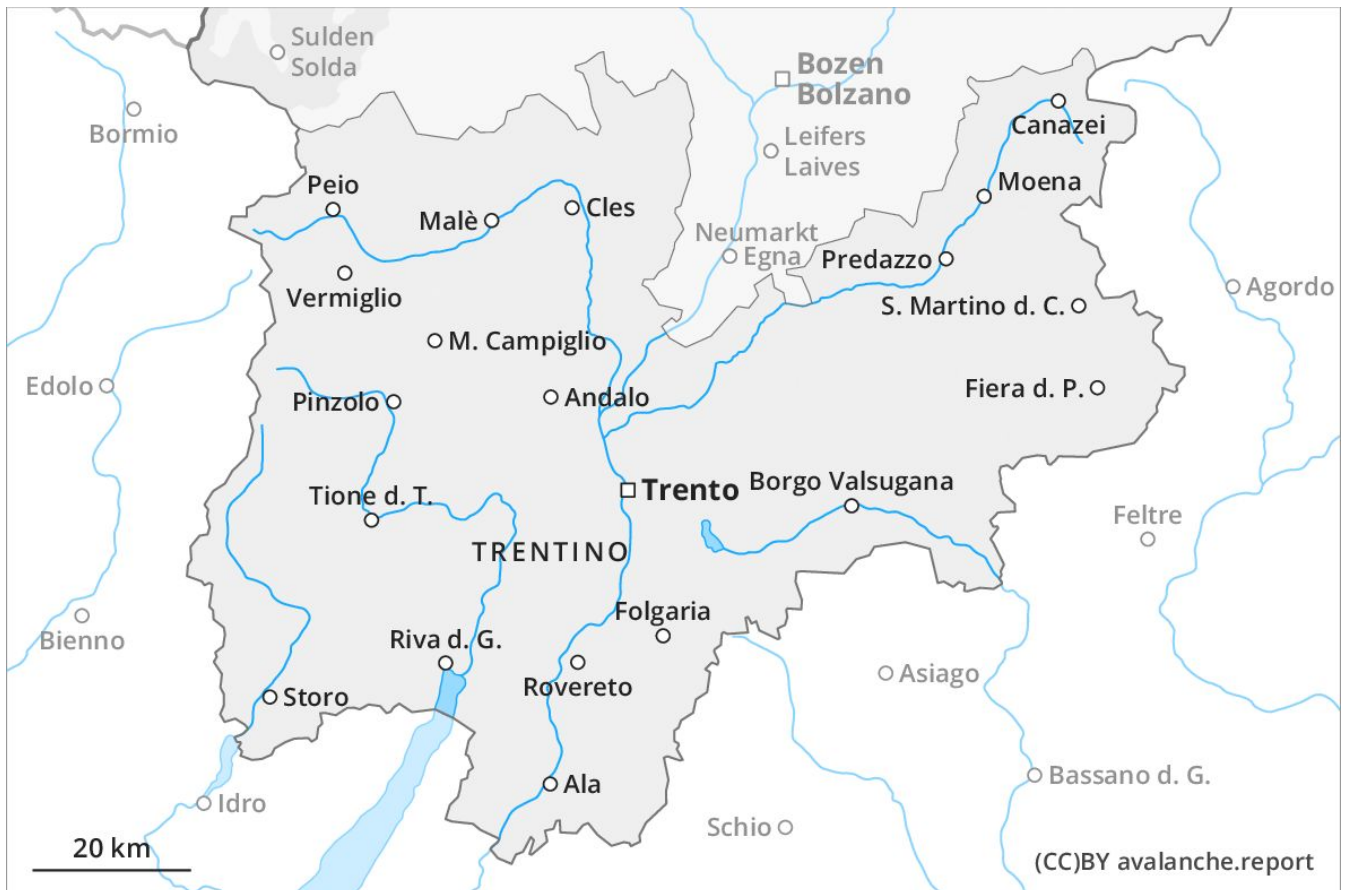 Sulden
Solda
Bozen
Bolzano
Bormio
Canazei
Leifers
Laives
Peio
Moena
Malè
Cles
Neumarkt
Egna
Predazzo
Vermiglio
Agordo
S. Martino d. C.
M. Campiglio
Edolo
Andalo
Fiera d. P.
Pinzolo
Trento
Borgo Valsugana
Tione d. T.
Feltre
TRENTINO
Folgaria
Bienno
Riva d. G.
Asiago
Rovereto
Storo
Bassano d. G.
Ala
Idro
Schio
20 km
(CC)BY avalanche.report